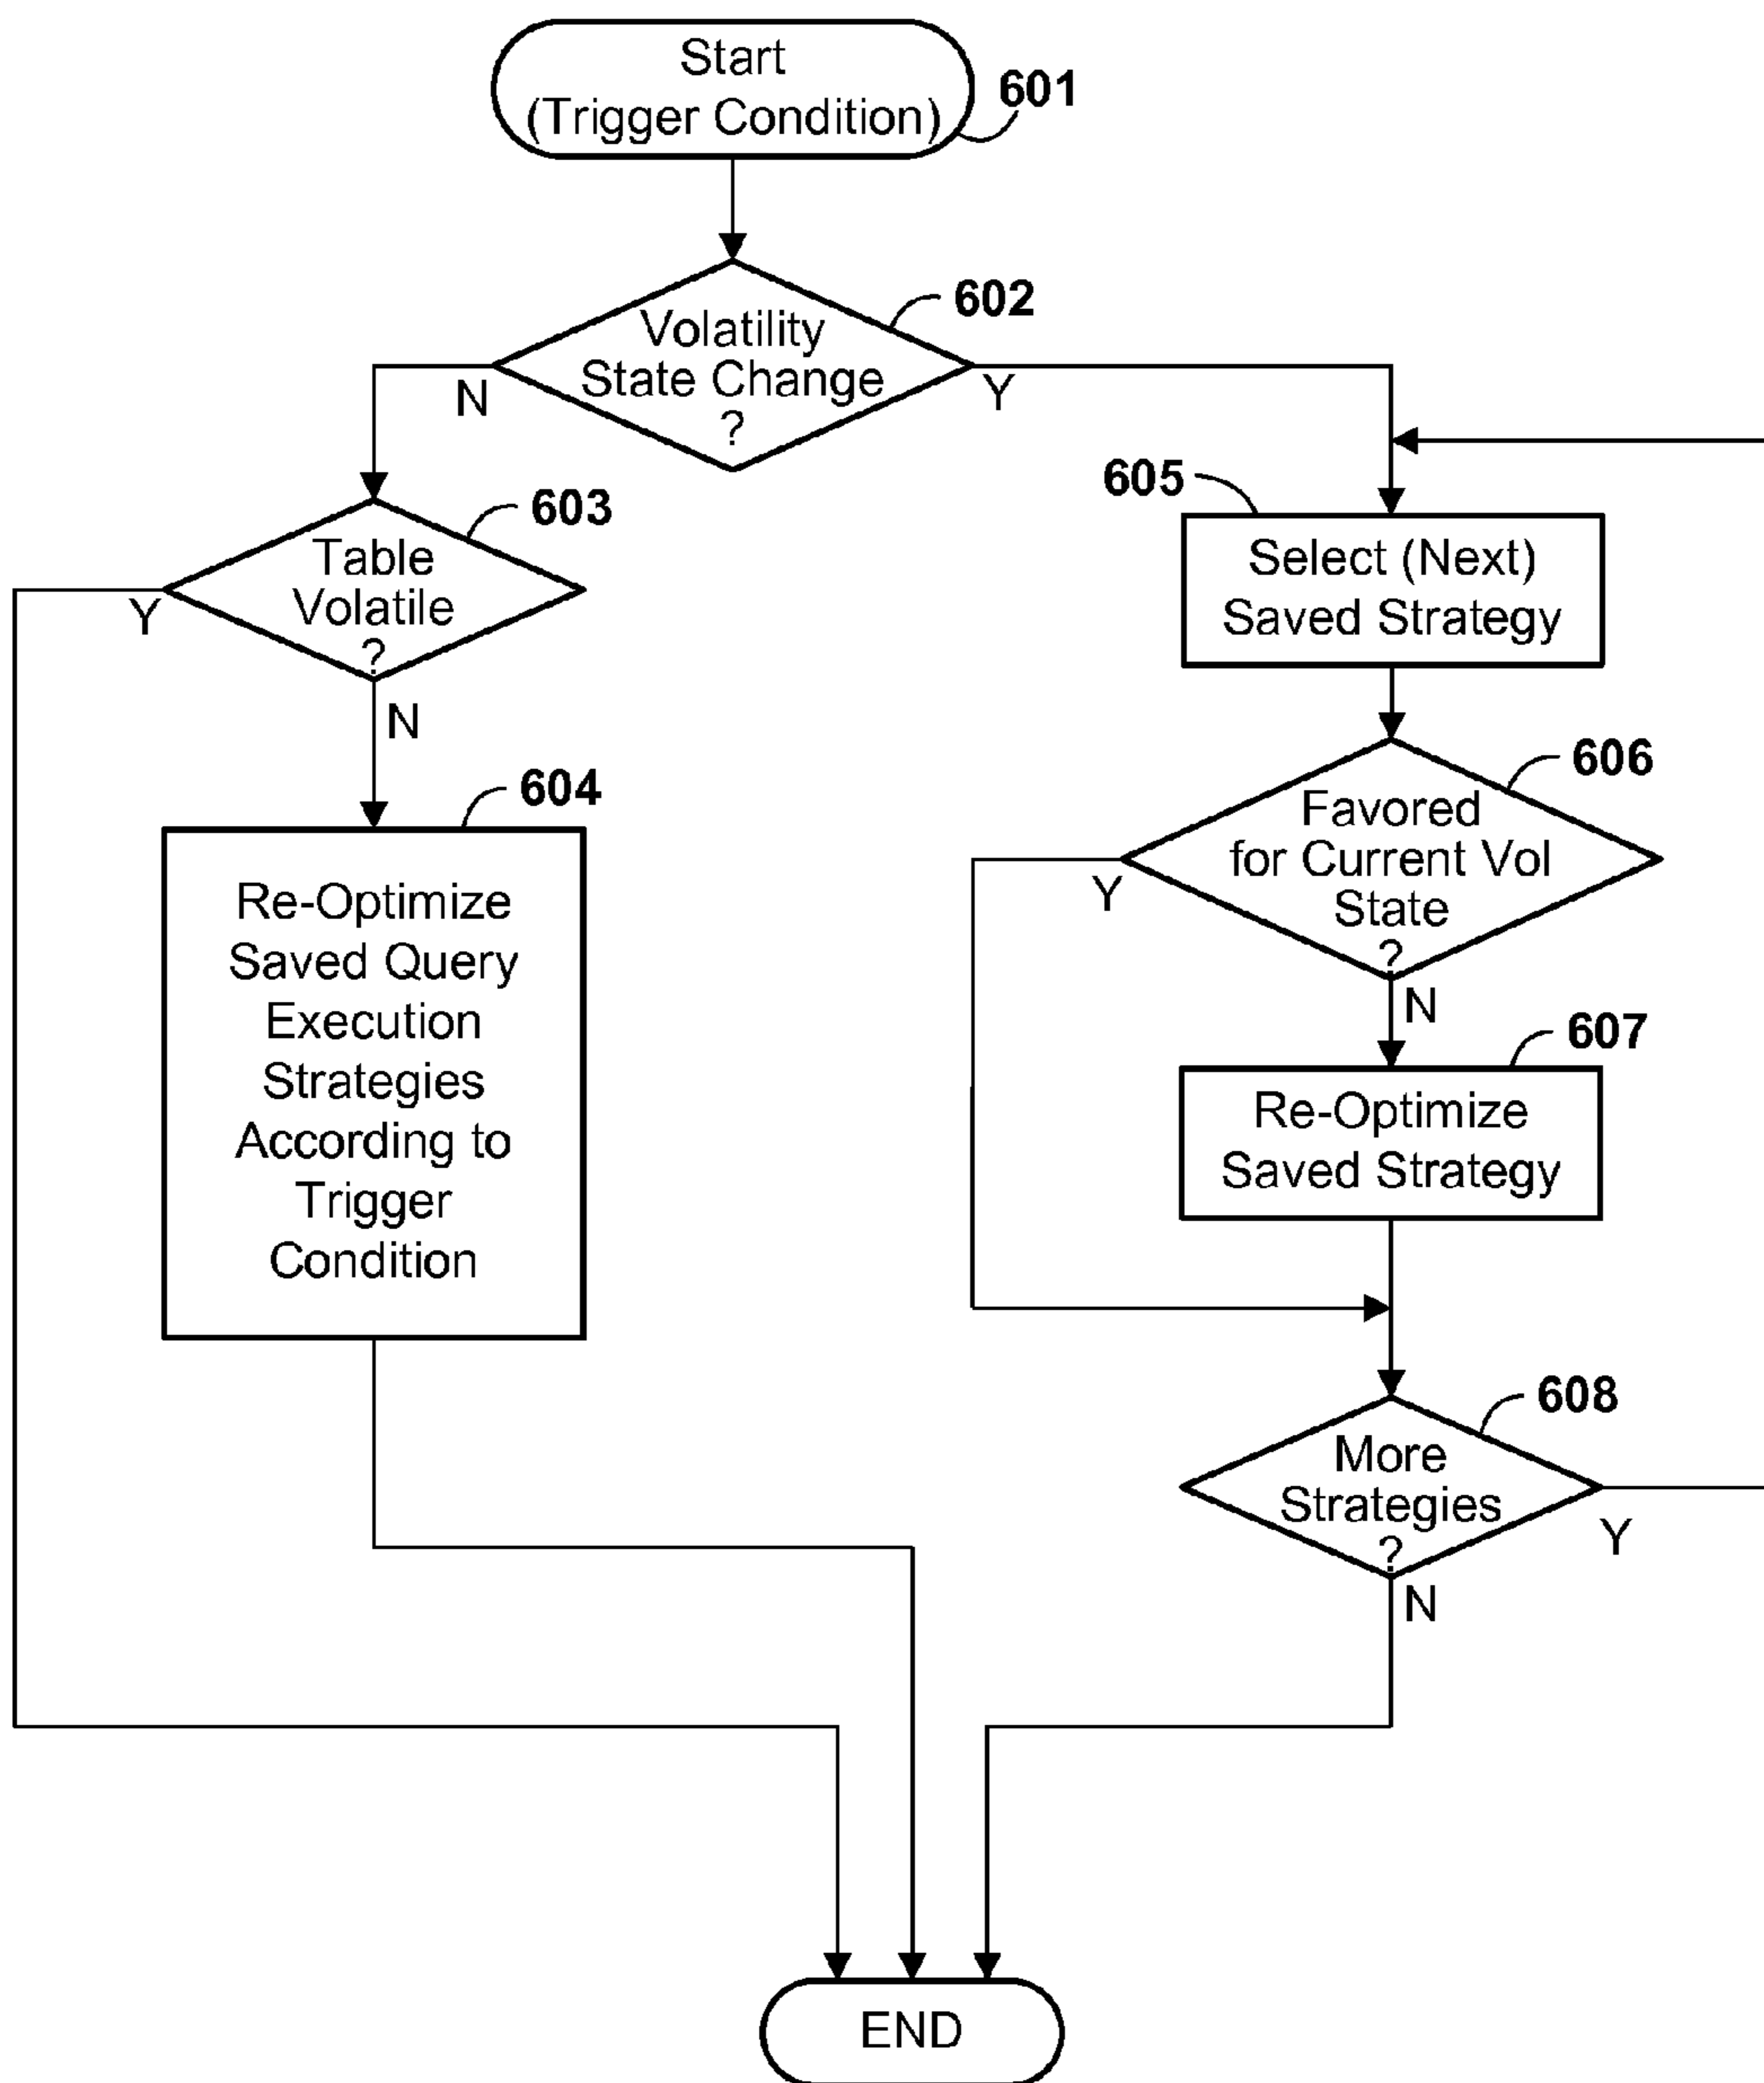 Start
(Trigger Condition)
601
Volatility
State Change
?
602
N
Y
Table
Volatile
?
603
Y
N
Re-Optimize
Saved Query
Execution
Strategies
According to
Trigger
Condition
604
605
Select (Next)
Saved Strategy
Favored
for Current Vol
State
?
606
Y
N
607
Re-Optimize
Saved Strategy
608
More
Strategies
?
Y
N
END